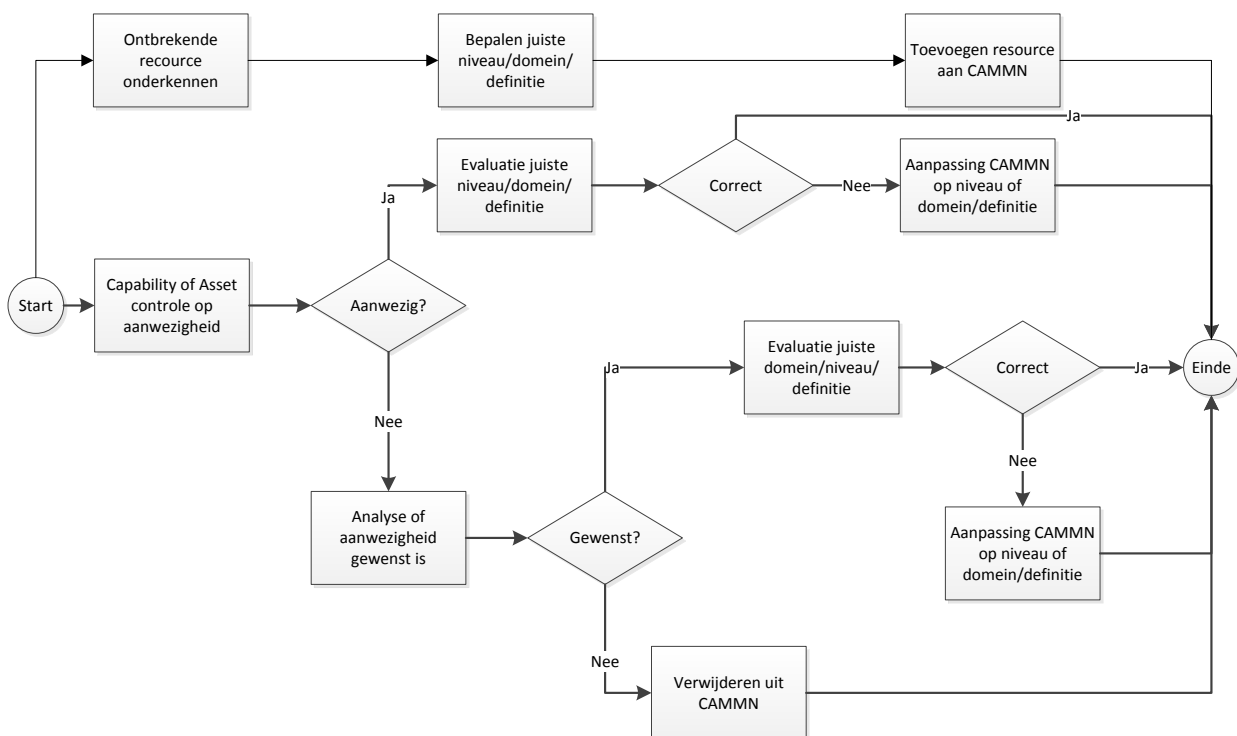 Ontbrekende
recource
onderkennen
Bepalen juiste
niveau/domein/
definitie
Toevoegen resource
aan CAMMN
Ja
Evaluatie juiste
niveau/domein/
definitie
Correct
Nee
Aanpassing CAMMN
op niveau of
domein/definitie
Ja
Start
Capability of Asset
controle op
aanwezigheid
Aanwezig?
Nee
Ja
Evaluatie juiste
domein/niveau/
definitie
Correct
Ja
Einde
Nee
Analyse of
aanwezigheid
gewenst is
Gewenst?
Aanpassing CAMMN
op niveau of
domein/definitie
Nee
Verwijderen uit
CAMMN